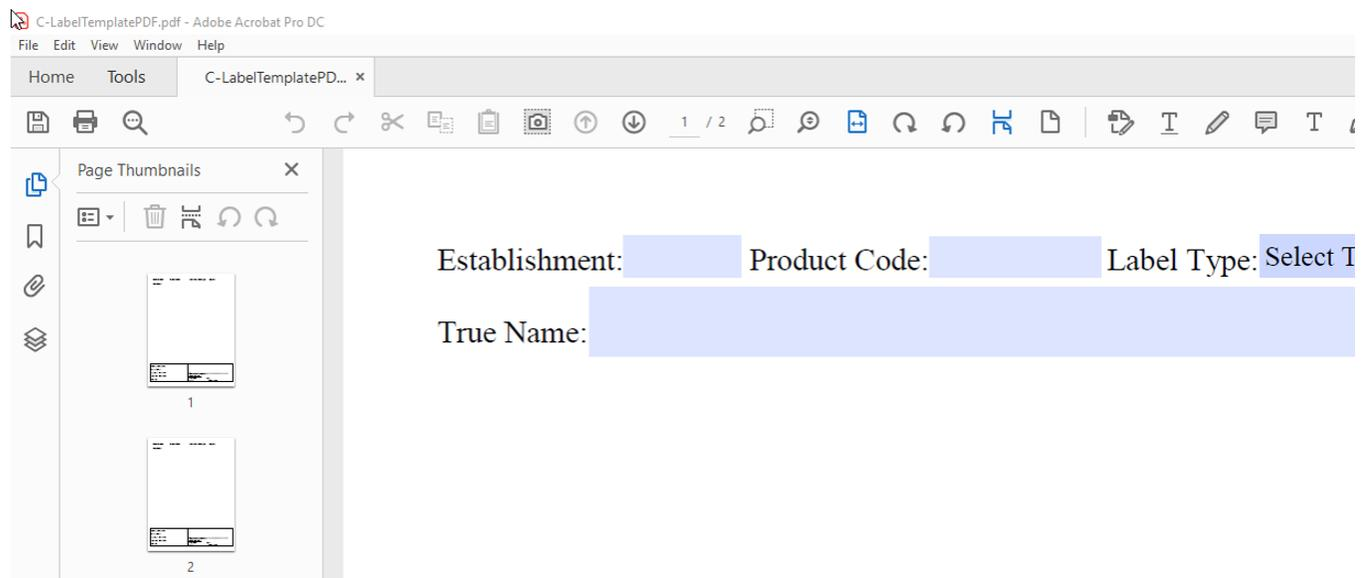 C-LabelTemplatePDF.pdf - Adobe Acrobat Pro DC
File Edit View Window Help
Home Tools C-LabelTemplatePD... ×
1 / 2
Page Thumbnails
Establishment: Product Code: Label Type: Select T
True Name:
1
2